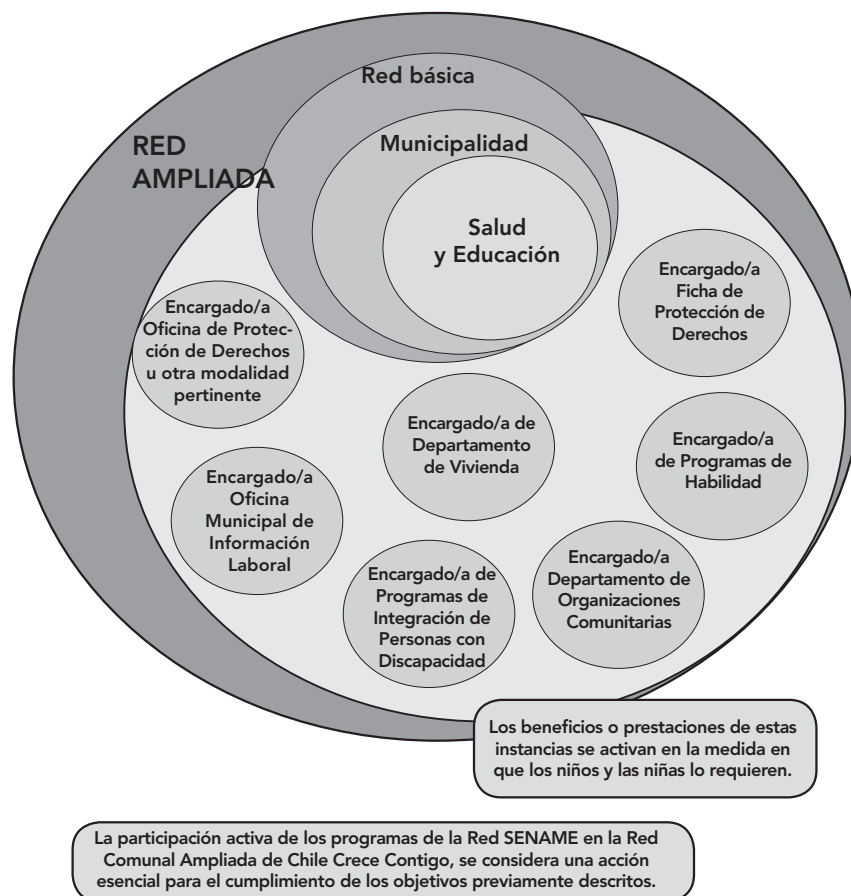 Red básica
RED
AMPLIADA
Municipalidad
Salud
y Educación
Encargado/a
Ficha de
Protección de
Derechos
Encargado/a
Oficina de Protec-
ción de Derechos
u otra modalidad
pertinente
Encargado/a de
Departamento
de Vivienda
Encargado/a
de Programas de
Habilidad
Encargado/a
Oficina
Municipal de
Información
Laboral
Encargado/a de
Programas de
Integración de
Personas con
Discapacidad
Encargado/a
Departamento de
Organizaciones
Comunitarias
Los beneficios o prestaciones de estas
instancias se activan en la medida en
que los niños y las niñas lo requieren.
La participación activa de los programas de la Red SENAME en la Red
Comunal Ampliada de Chile Crece Contigo, se considera una acción
esencial para el cumplimiento de los objetivos previamente descritos.